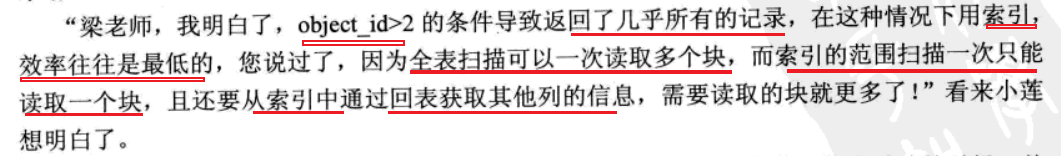 “梁老师，我明白了，object_id>2 的条件导致返回了几乎所有的记录，在这种情况下用索引，
效率往往是最低的，您说过了，因为全表扫描可以一次读取多个块，而索引的范围扫描一次只能
读取一个块，且还要从索引中通过回表获取其他列的信息，需要读取的块就更多了！”看来小莲
想明白了。